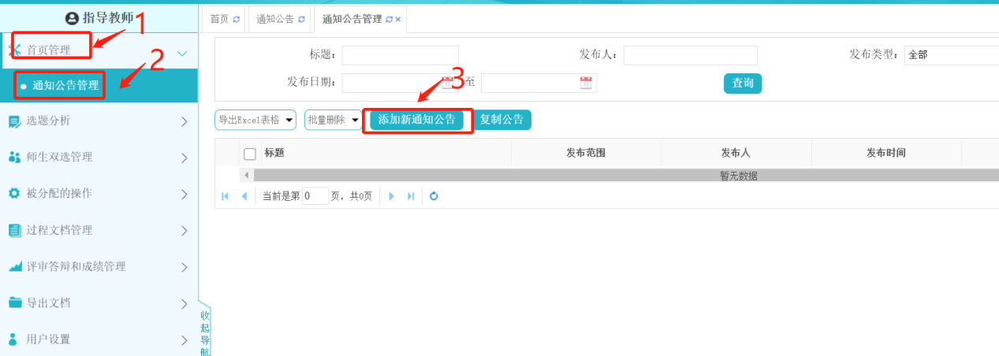 指导教师
1
首页 通知公告 通知公告管理
首页管理
标题： 发布人： 发布类型： 全部
2
通知公告管理
发布日期： 至 查询
3
导出Excel表格 批量删除 添加新通知公告 复制公告
选题分析
标题 发布范围 发布人 发布时间
师生双选管理
暂无数据
被分配的操作
当前是第 0 页，共0页
过程文档管理
评审答辩和成绩管理
导出文档
收起导航
用户设置